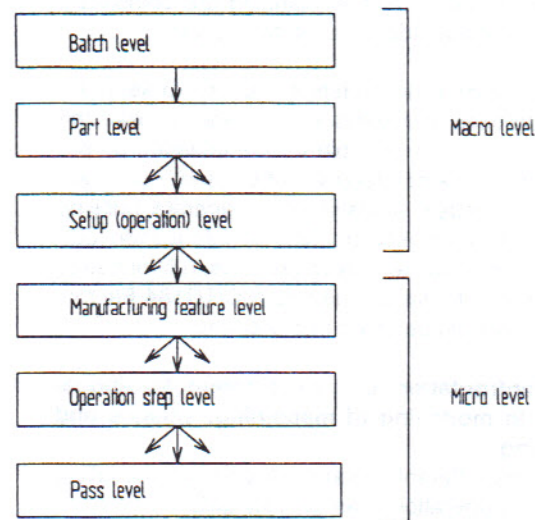 Batch level
Part level
Macro level
Setup (operation) level
Manufacturing feature level
Operation step level
Micro level
Pass level